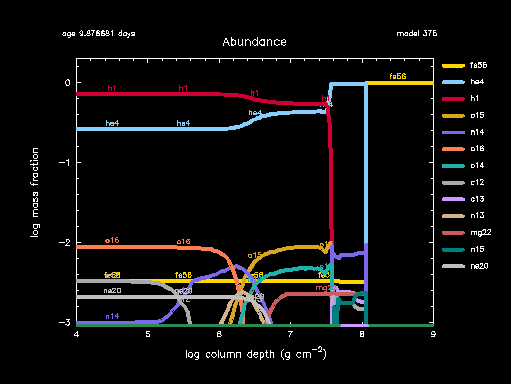 age 9.876681 days
model 376
Abundance
fe56
he4
h1
o15
n14
o16
o14
c12
c13
n13
mg22
n15
ne20
log mass fraction
0
−1
−2
−3
h1 h1 h1
he4 he4 he4
fe56
o16 o16 o15
fe56 fe56
ne20
n14
4 5 6 7 8 9
log column depth (g cm−2)